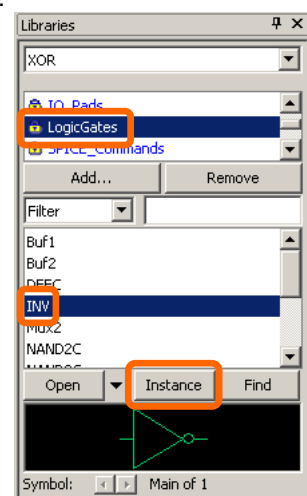 Libraries
XOR
IO_Pads
LogicGates
SPICE_Commands
Add... Remove
Filter
Buf1
Buf2
DFFC
INV
Mux2
NAND2C
Open Instance Find
Symbol: Main of 1